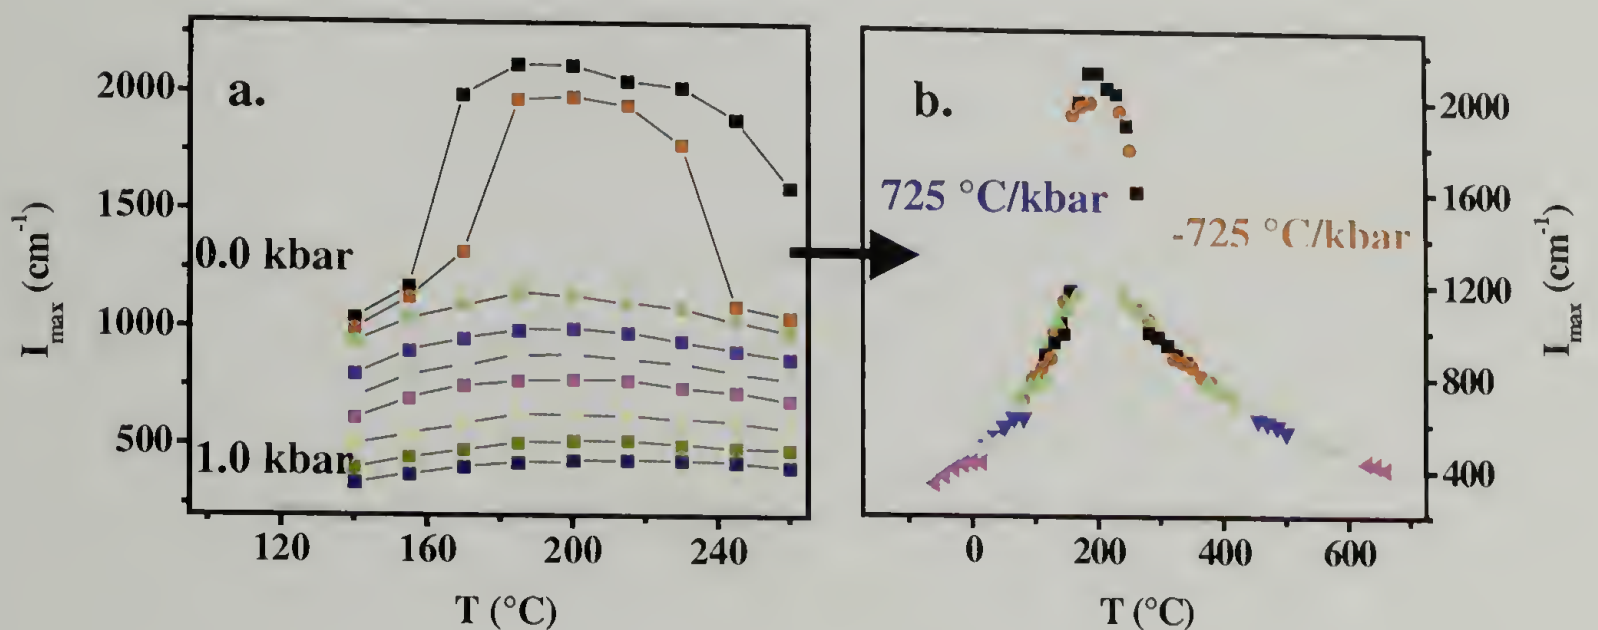 a.
2000
1500
1000
500
0.0 kbar
1.0 kbar
I_max (cm⁻¹)
120 160 200 240
T (°C)
b.
725 °C/kbar
-725 °C/kbar
2000
1600
1200
800
400
I_max (cm⁻¹)
0 200 400 600
T (°C)